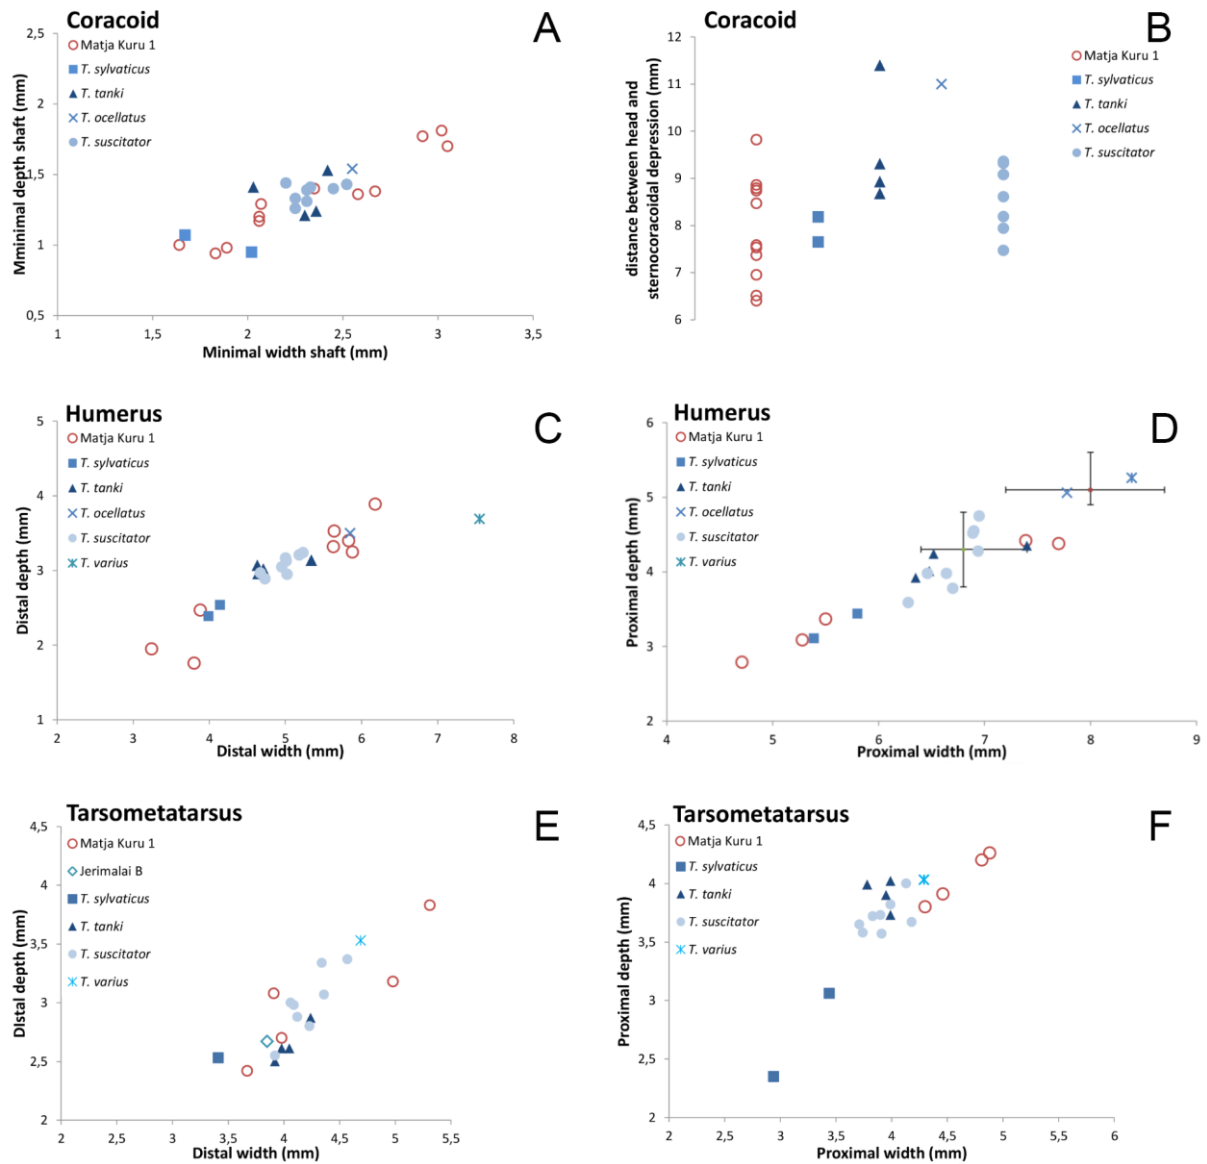 Coracoid
A
2,5
Matja Kuru 1
T. sylvaticus
T. tanki
T. ocellatus
T. suscitator
2
1,5
1
0,5
Mminimal depth shaft (mm)
1
1,5
2
2,5
3
3,5
Minimal width shaft (mm)
Coracoid
B
12
11
10
9
8
7
6
distance between head and
sternocoracoidal depression (mm)
Matja Kuru 1
T. sylvaticus
T. tanki
T. ocellatus
T. suscitator
Humerus
C
5
4
3
2
1
Distal depth (mm)
Matja Kuru 1
T. sylvaticus
T. tanki
T. ocellatus
T. suscitator
T. varius
2
3
4
5
6
7
8
Distal width (mm)
Humerus
D
6
5
4
3
2
Proximal depth (mm)
Matja Kuru 1
T. sylvaticus
T. tanki
T. ocellatus
T. suscitator
T. varius
4
5
6
7
8
9
Proximal width (mm)
Tarsometatarsus
E
4,5
4
3,5
3
2,5
2
Distal depth (mm)
Matja Kuru 1
Jerimalai B
T. sylvaticus
T. tanki
T. suscitator
T. varius
2
2,5
3
3,5
4
4,5
5
5,5
Distal width (mm)
Tarsometatarsus
F
4,5
4
3,5
3
2,5
2
Proximal depth (mm)
Matja Kuru 1
T. sylvaticus
T. tanki
T. suscitator
T. varius
2
2,5
3
3,5
4
4,5
5
5,5
6
Proximal width (mm)